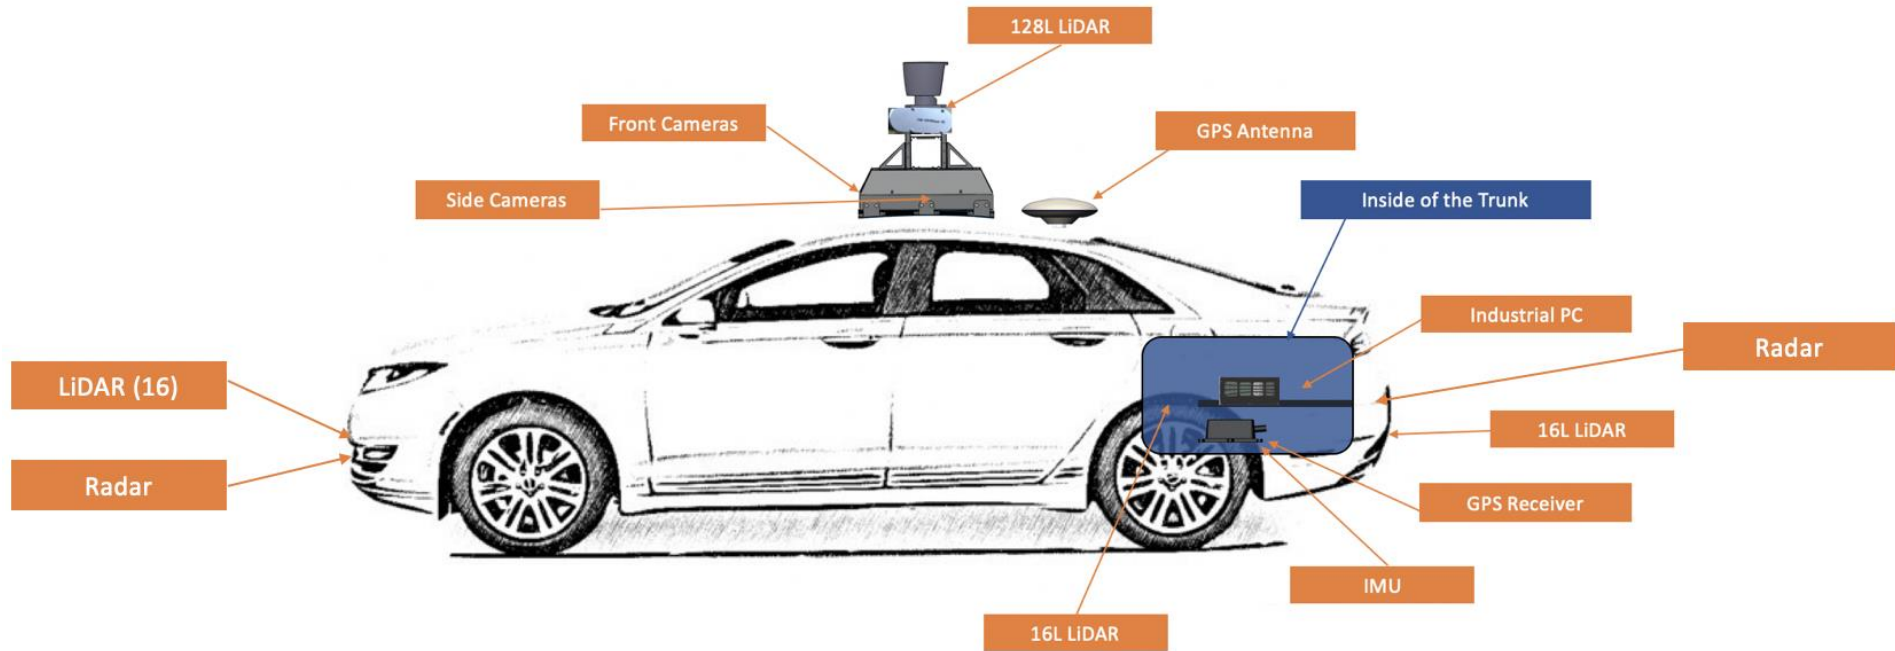 128L LiDAR
Front Cameras
GPS Antenna
Side Cameras
Inside of the Trunk
Industrial PC
Radar
LiDAR (16)
16L LiDAR
Radar
GPS Receiver
IMU
16L LiDAR